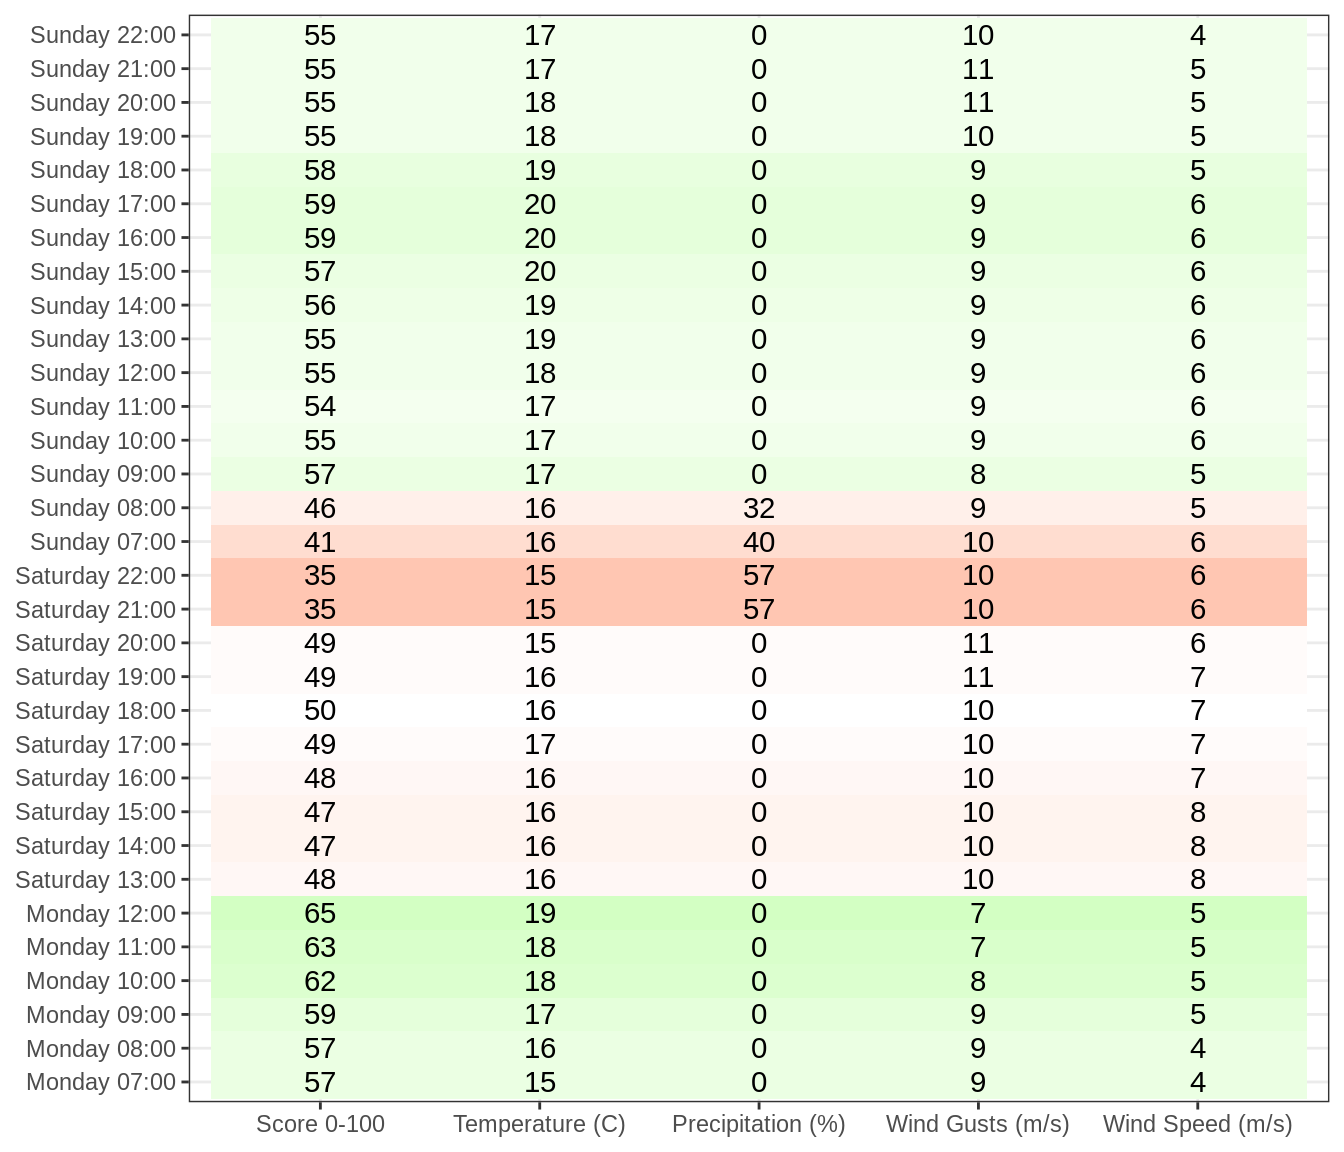 Sunday 22:00 55 17 0 10 4
Sunday 21:00 55 17 0 11 5
Sunday 20:00 55 18 0 11 5
Sunday 19:00 55 18 0 10 5
Sunday 18:00 58 19 0 9 5
Sunday 17:00 59 20 0 9 6
Sunday 16:00 59 20 0 9 6
Sunday 15:00 57 20 0 9 6
Sunday 14:00 56 19 0 9 6
Sunday 13:00 55 19 0 9 6
Sunday 12:00 55 18 0 9 6
Sunday 11:00 54 17 0 9 6
Sunday 10:00 55 17 0 9 6
Sunday 09:00 57 17 0 8 5
Sunday 08:00 46 16 32 9 5
Sunday 07:00 41 16 40 10 6
Saturday 22:00 35 15 57 10 6
Saturday 21:00 35 15 57 10 6
Saturday 20:00 49 15 0 11 6
Saturday 19:00 49 16 0 11 7
Saturday 18:00 50 16 0 10 7
Saturday 17:00 49 17 0 10 7
Saturday 16:00 48 16 0 10 7
Saturday 15:00 47 16 0 10 8
Saturday 14:00 47 16 0 10 8
Saturday 13:00 48 16 0 10 8
Monday 12:00 65 19 0 7 5
Monday 11:00 63 18 0 7 5
Monday 10:00 62 18 0 8 5
Monday 09:00 59 17 0 9 5
Monday 08:00 57 16 0 9 4
Monday 07:00 57 15 0 9 4
Score 0-100 Temperature (C) Precipitation (%) Wind Gusts (m/s) Wind Speed (m/s)